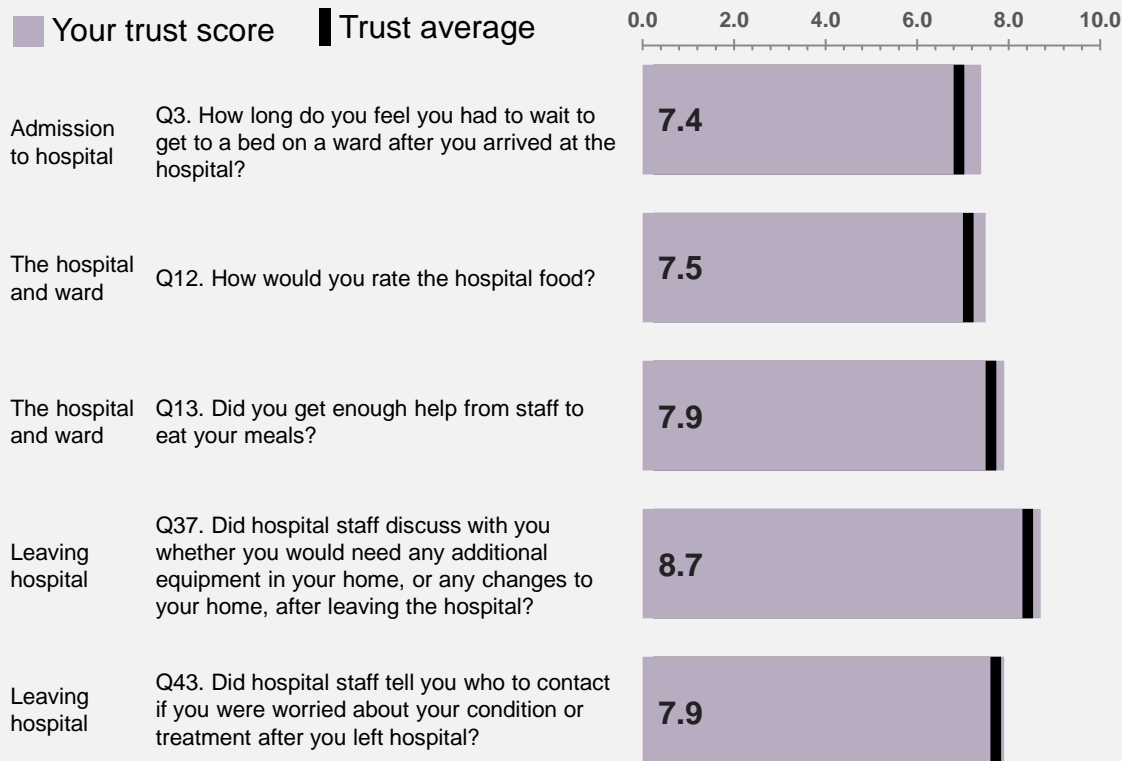 Your trust score
Trust average
0.0 2.0 4.0 6.0 8.0 10.0
Admission
to hospital
Q3. How long do you feel you had to wait to
get to a bed on a ward after you arrived at the
hospital?
7.4
The hospital
and ward
Q12. How would you rate the hospital food?
7.5
The hospital
and ward
Q13. Did you get enough help from staff to
eat your meals?
7.9
Leaving
hospital
Q37. Did hospital staff discuss with you
whether you would need any additional
equipment in your home, or any changes to
your home, after leaving the hospital?
8.7
Leaving
hospital
Q43. Did hospital staff tell you who to contact
if you were worried about your condition or
treatment after you left hospital?
7.9